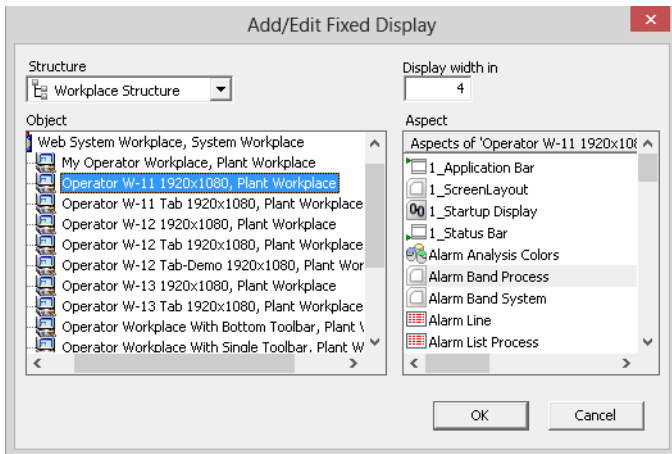 Add/Edit Fixed Display
Structure
Workplace Structure
Display width in
4
Object
Web System Workplace, System Workplace
My Operator Workplace, Plant Workplace
Operator W-11 1920x1080, Plant Workplace
Operator W-11 Tab 1920x1080, Plant Workplace
Operator W-12 1920x1080, Plant Workplace
Operator W-12 Tab 1920x1080, Plant Workplace
Operator W-12 Tab-Demo 1920x1080, Plant Wor
Operator W-13 1920x1080, Plant Workplace
Operator W-13 Tab 1920x1080, Plant Workplace
Operator Workplace With Bottom Toolbar, Plant
Operator Workplace With Single Toolbar, Plant W
Aspect
Aspects of 'Operator W-11 1920x108
1_Application Bar
1_ScreenLayout
1_Startup Display
1_Status Bar
Alarm Analysis Colors
Alarm Band Process
Alarm Band System
Alarm Line
Alarm List Process
OK
Cancel